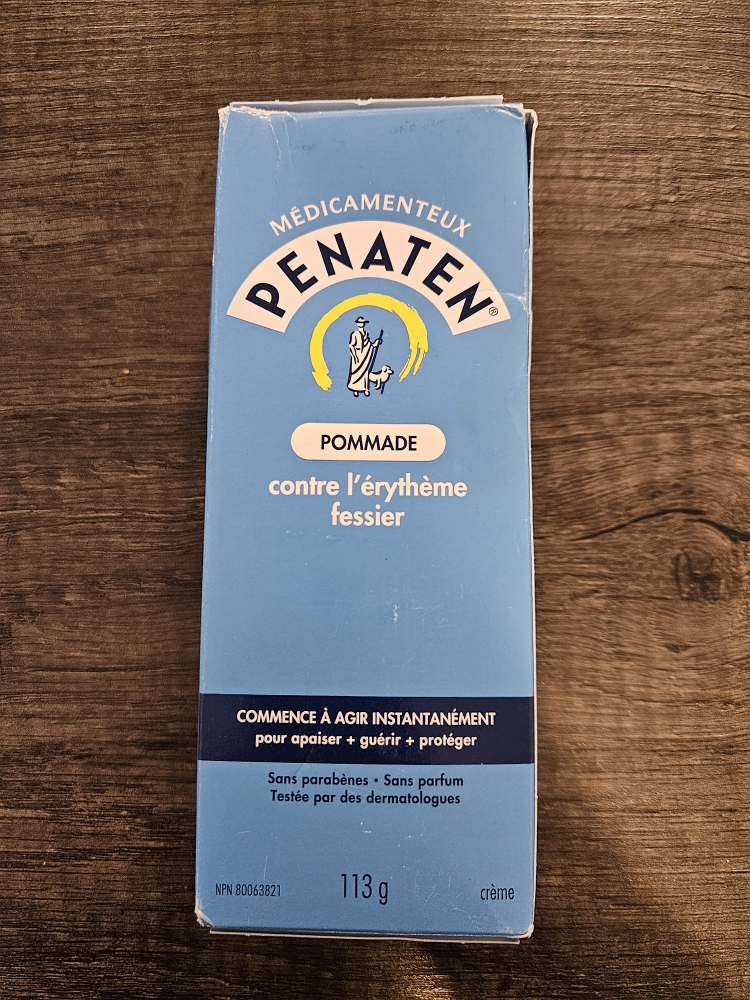 MÉDICAMENTEUX
PENATEN®
POMMADE
contre l'érythème
fessier
COMMENCE À AGIR INSTANTANÉMENT
pour apaiser + guérir + protéger
Sans parabènes • Sans parfum
Testée par des dermatologues
NPN 80063821 113 g crème